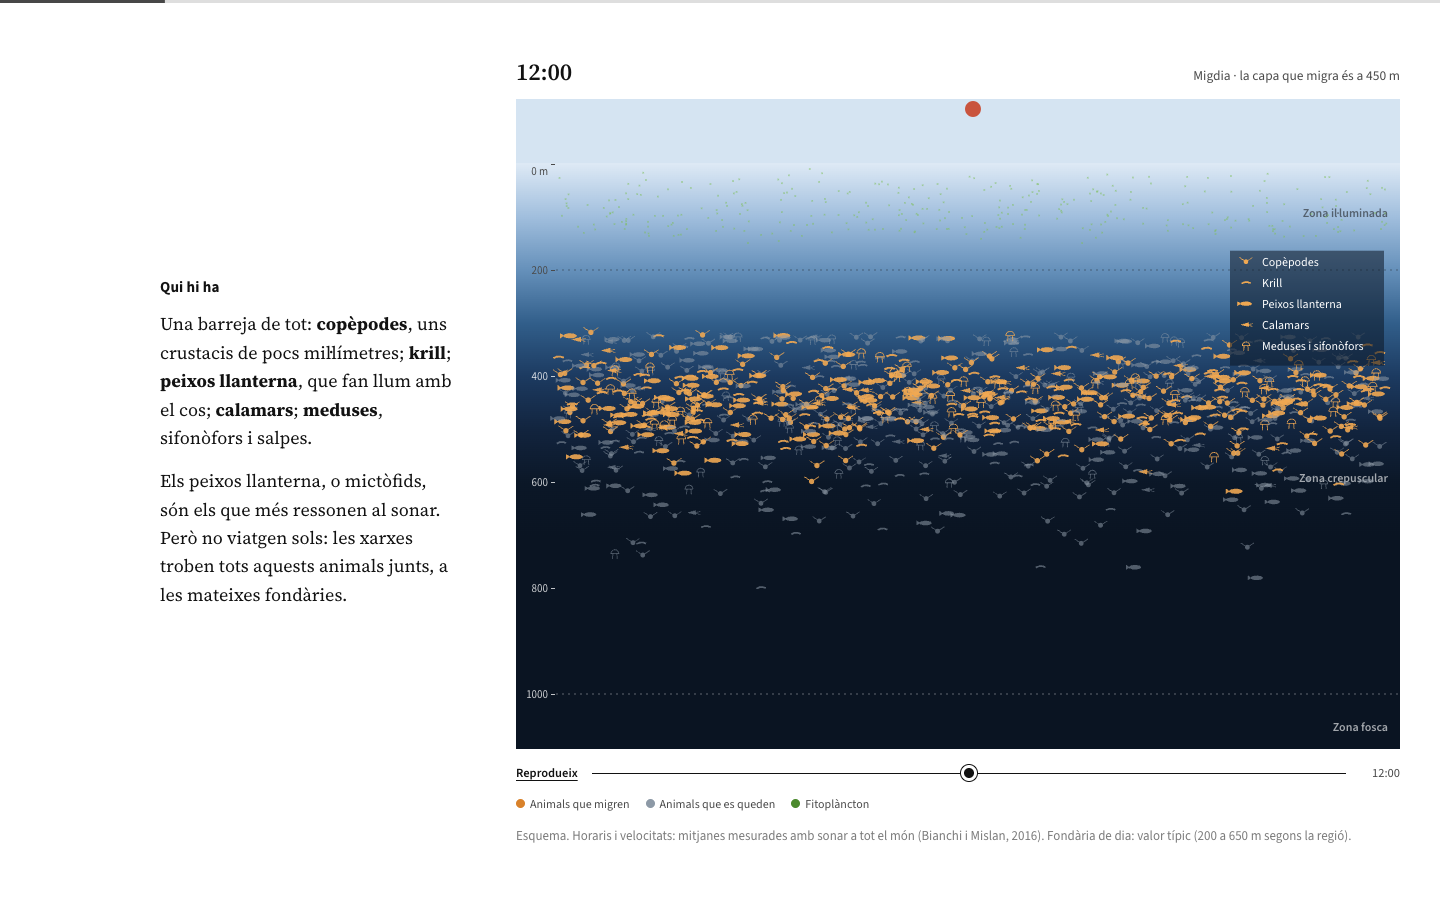 12:00
Migdia · la capa que migra és a 450 m
0 m
Zona il·luminada
200
Copèpodes
Krill
Peixos llanterna
Calamars
Meduses i sifonòfors
400
600
Zona crepuscular
800
1000
Zona fosca
Qui hi ha
Una barreja de tot: copèpodes, uns
crustacis de pocs mil·límetres; krill;
peixos llanterna, que fan llum amb
el cos; calamars; meduses,
sifonòfors i salpes.
Els peixos llanterna, o mictòfids,
són els que més ressonen al sonar.
Però no viatgen sols: les xarxes
troben tots aquests animals junts, a
les mateixes fondàries.
Reprodueix
12:00
Animals que migren
Animals que es queden
Fitoplàncton
Esquema. Horaris i velocitats: mitjanes mesurades amb sonar a tot el món (Bianchi i Mislan, 2016). Fondària de dia: valor típic (200 a 650 m segons la regió).